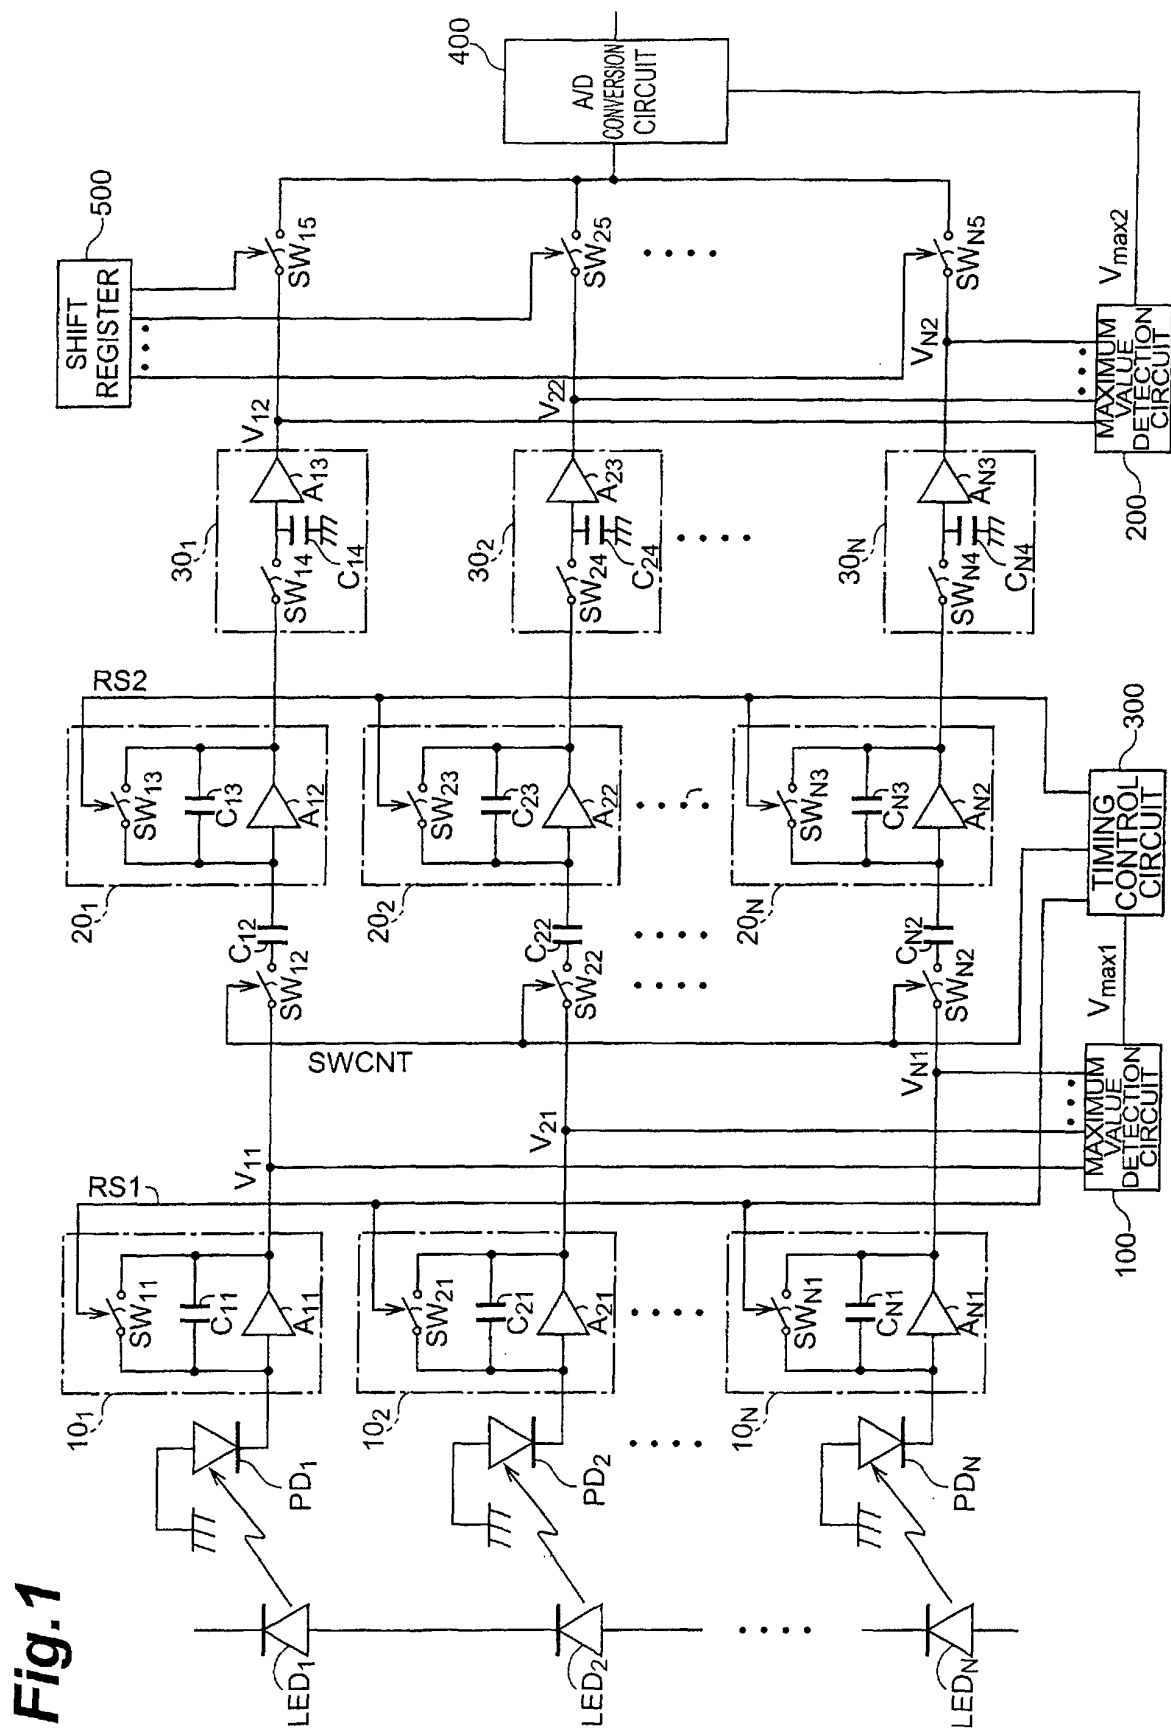 Fig.1
LED1
LED2
LEDN
PD1
PD2
PDN
101
SW11
C11
A11
102
SW21
C21
A21
10N
SWN1
CN1
AN1
RS1
V11
V21
VN1
100
MAXIMUM
VALUE
DETECTION
CIRCUIT
Vmax1
SWCNT
SW12
C12
SW22
C22
SWN2
CN2
300
TIMING
CONTROL
CIRCUIT
201
SW13
C13
A12
202
SW23
C23
A22
20N
SWN3
CN3
AN2
RS2
301
SW14
C14
A13
302
SW24
C24
A23
30N
SWN4
CN4
AN3
V12
V22
VN2
200
MAXIMUM
VALUE
DETECTION
CIRCUIT
Vmax2
500
SHIFT
REGISTER
SW15
SW25
SWN5
400
A/D
CONVERSION
CIRCUIT